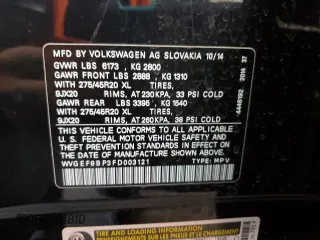 MFD BY VOLKSWAGEN AG SLOVAKIA 10/14
GVWR LBS 6173 , KG 2800
GAWR FRONT LBS 2888 , KG 1310
WITH 275/45R20 XL TIRES,
9JX20 RIMS, AT 230KPA, 33 PSI COLD
GAWR REAR LBS 3395 , KG 1540
WITH 275/45R20 XL TIRES,
9JX20 RIMS, AT 260KPA, 38 PSI COLD
THIS VEHICLE CONFORMS TO ALL APPLICABLE
U.S. FEDERAL MOTOR VEHICLE SAFETY AND
THEFT PREVENTION STANDARDS IN EFFECT
ON THE DATE OF MANUFACTURE SHOWN ABOVE
WVGEF9BP3FD003121 TYPE: MPV
TIRE AND LOADING INFORMATION